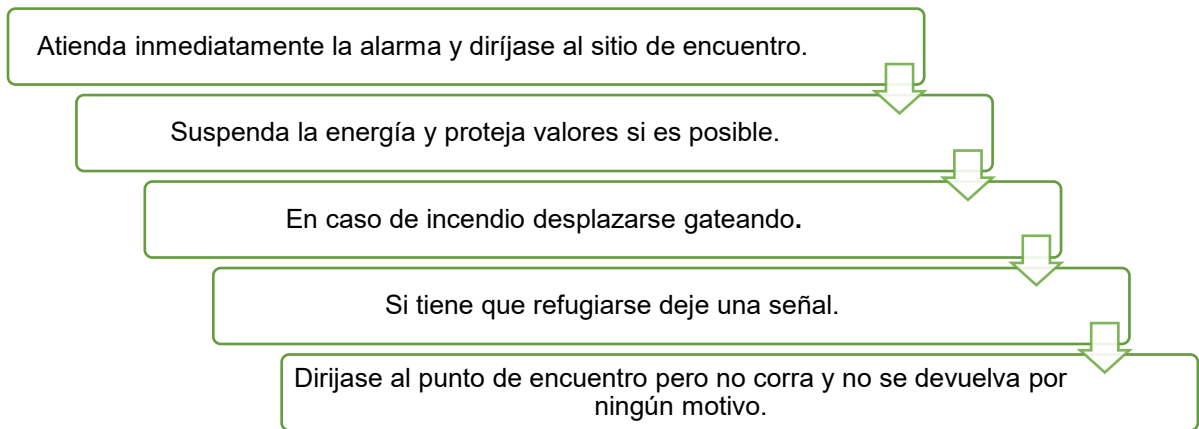 Atienda inmediatamente la alarma y diríjase al sitio de encuentro.
Suspenda la energía y proteja valores si es posible.
En caso de incendio desplazarse gateando.
Si tiene que refugiarse deje una señal.
Dirijase al punto de encuentro pero no corra y no se devuelva por
ningún motivo.